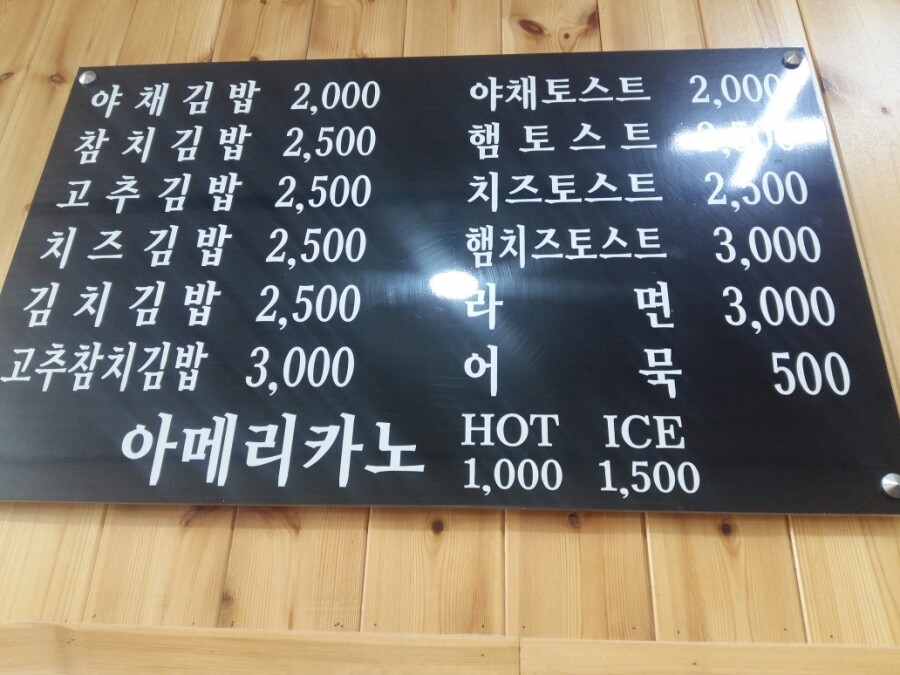 야채김밥 2,000
참치김밥 2,500
고추김밥 2,500
치즈김밥 2,500
김치김밥 2,500
고추참치김밥 3,000
야채토스트 2,000
햄토스트 2,500
치즈토스트 2,500
햄치즈토스트 3,000
라면 3,000
어묵 500
아메리카노 HOT ICE
1,000 1,500